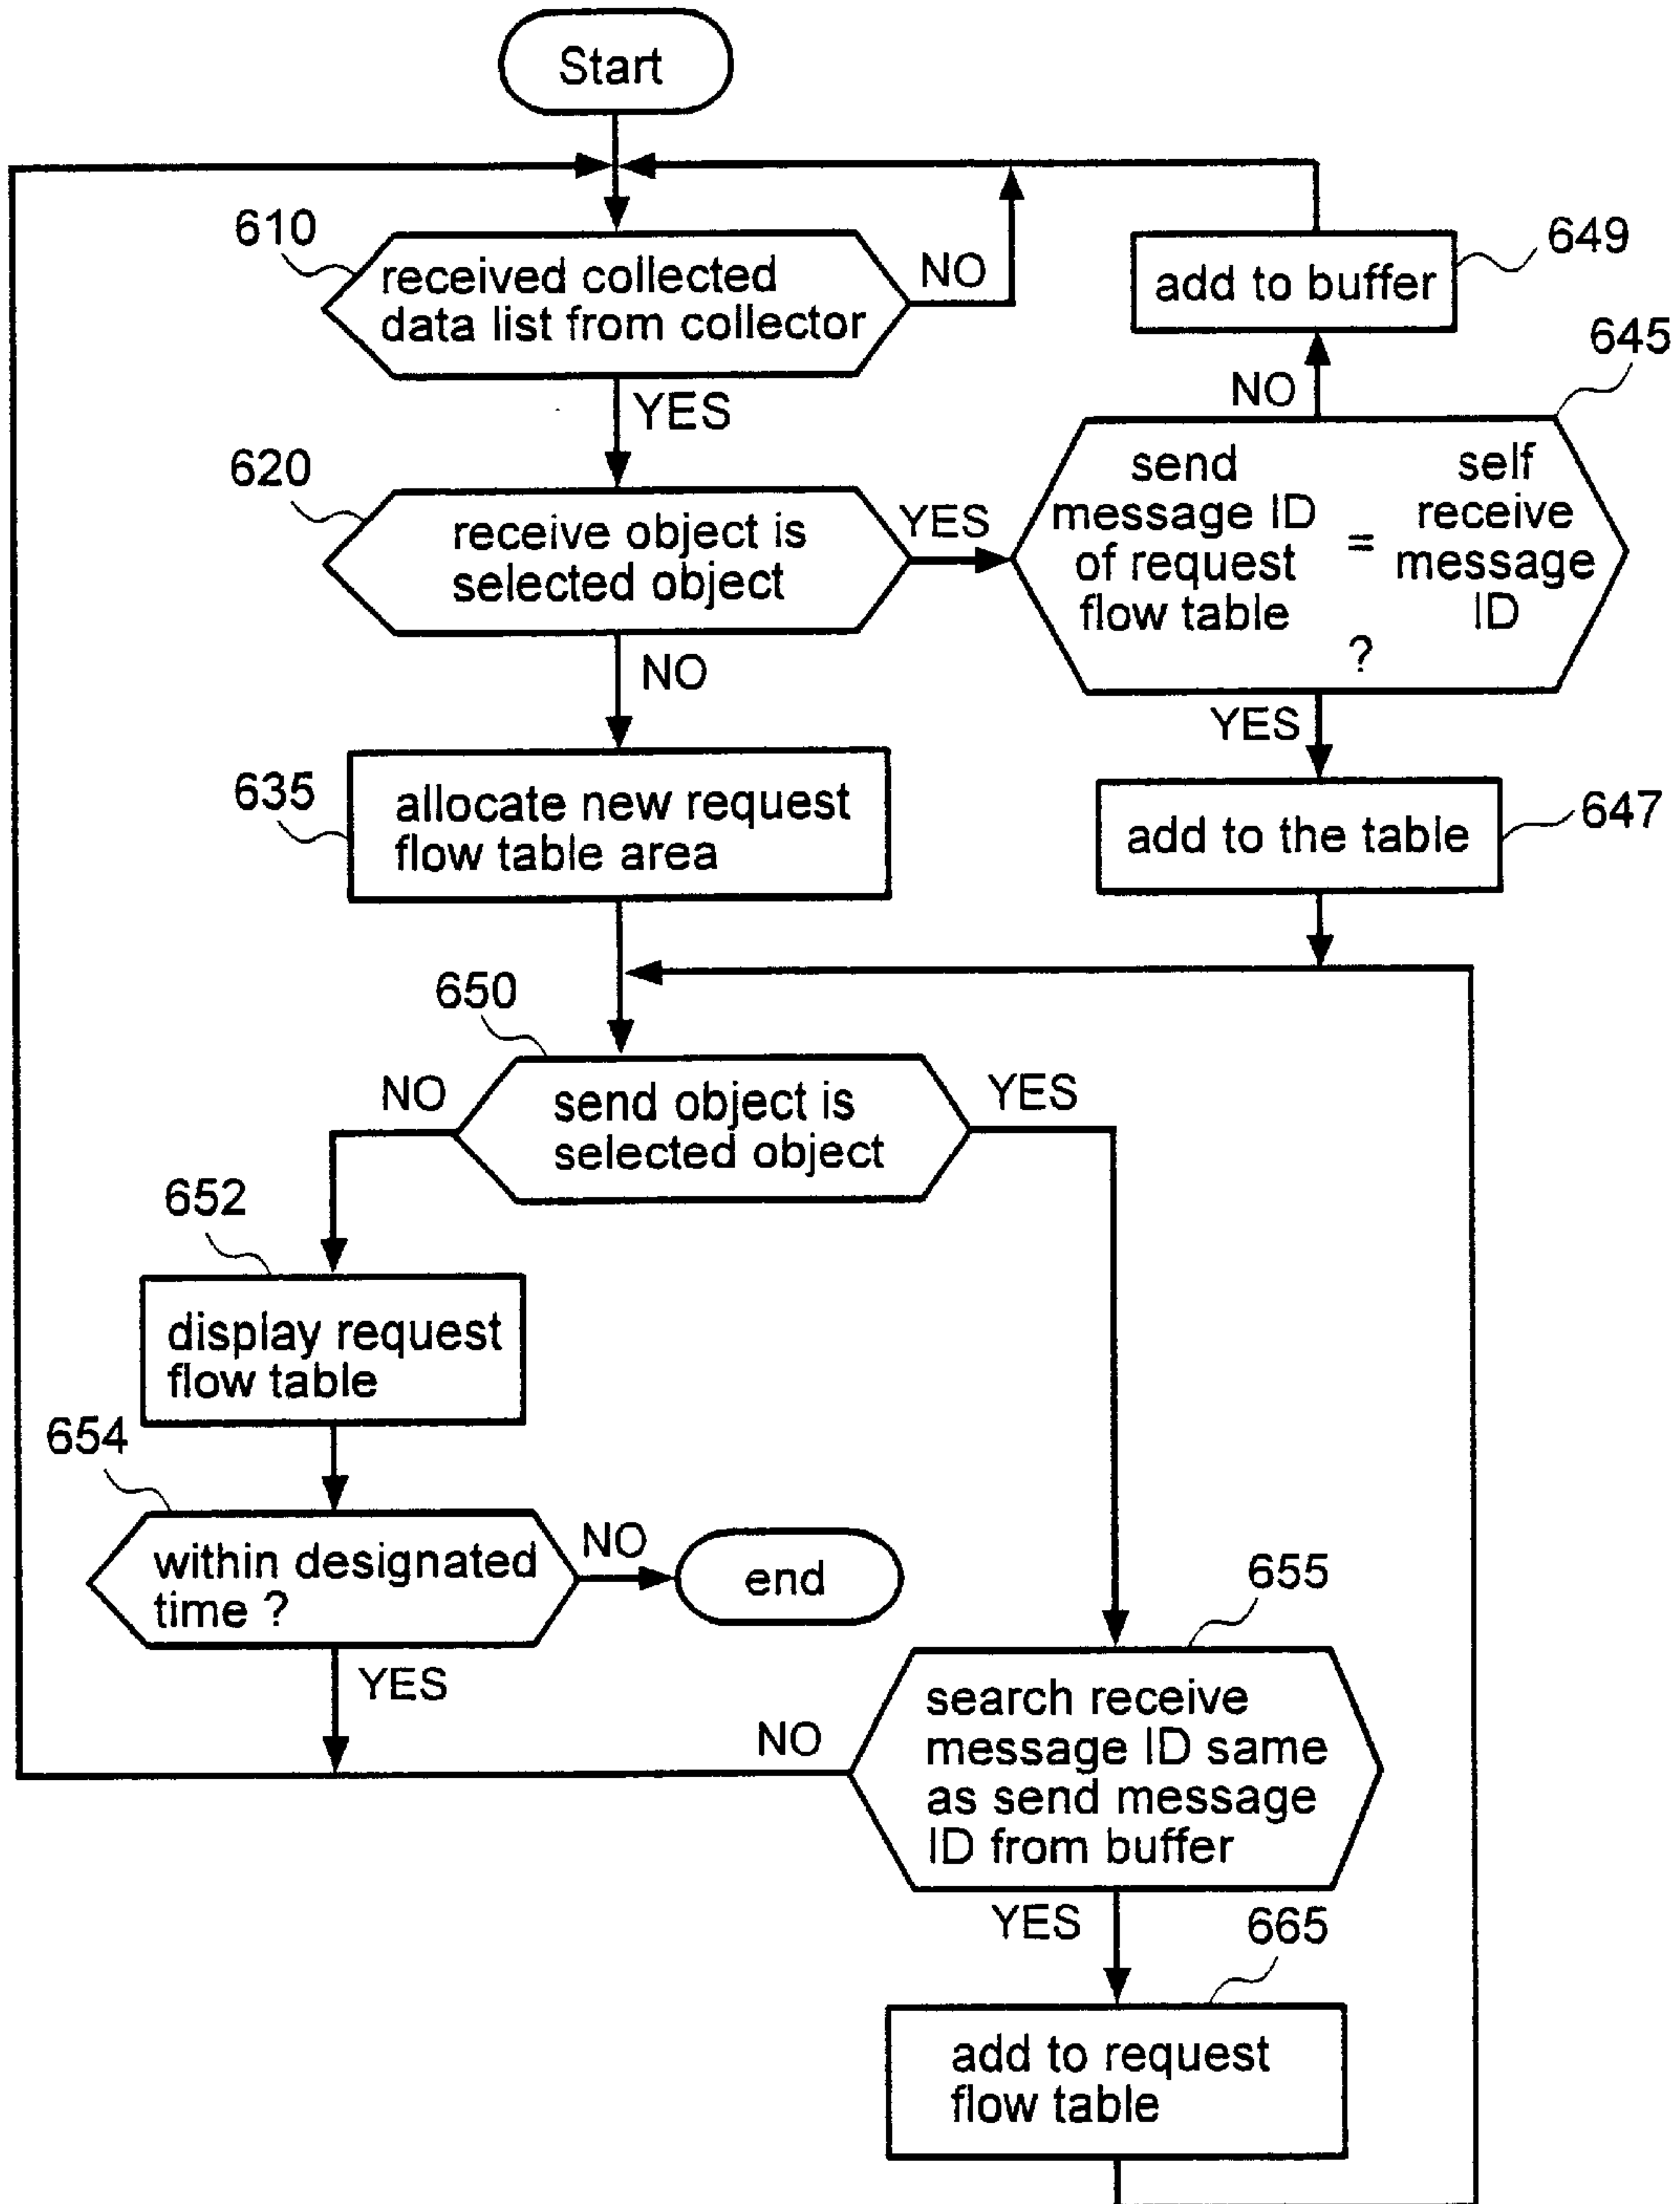 Start
610
received collected
data list from collector
NO
YES
649
add to buffer
NO
645
620
receive object is
selected object
YES
NO
send
message ID
of request
flow table
=
self
receive
message
ID
?
YES
635
allocate new request
flow table area
647
add to the table
650
send object is
selected object
NO
YES
652
display request
flow table
654
within designated
time ?
NO
end
YES
655
search receive
message ID same
as send message
ID from buffer
NO
YES
665
add to request
flow table